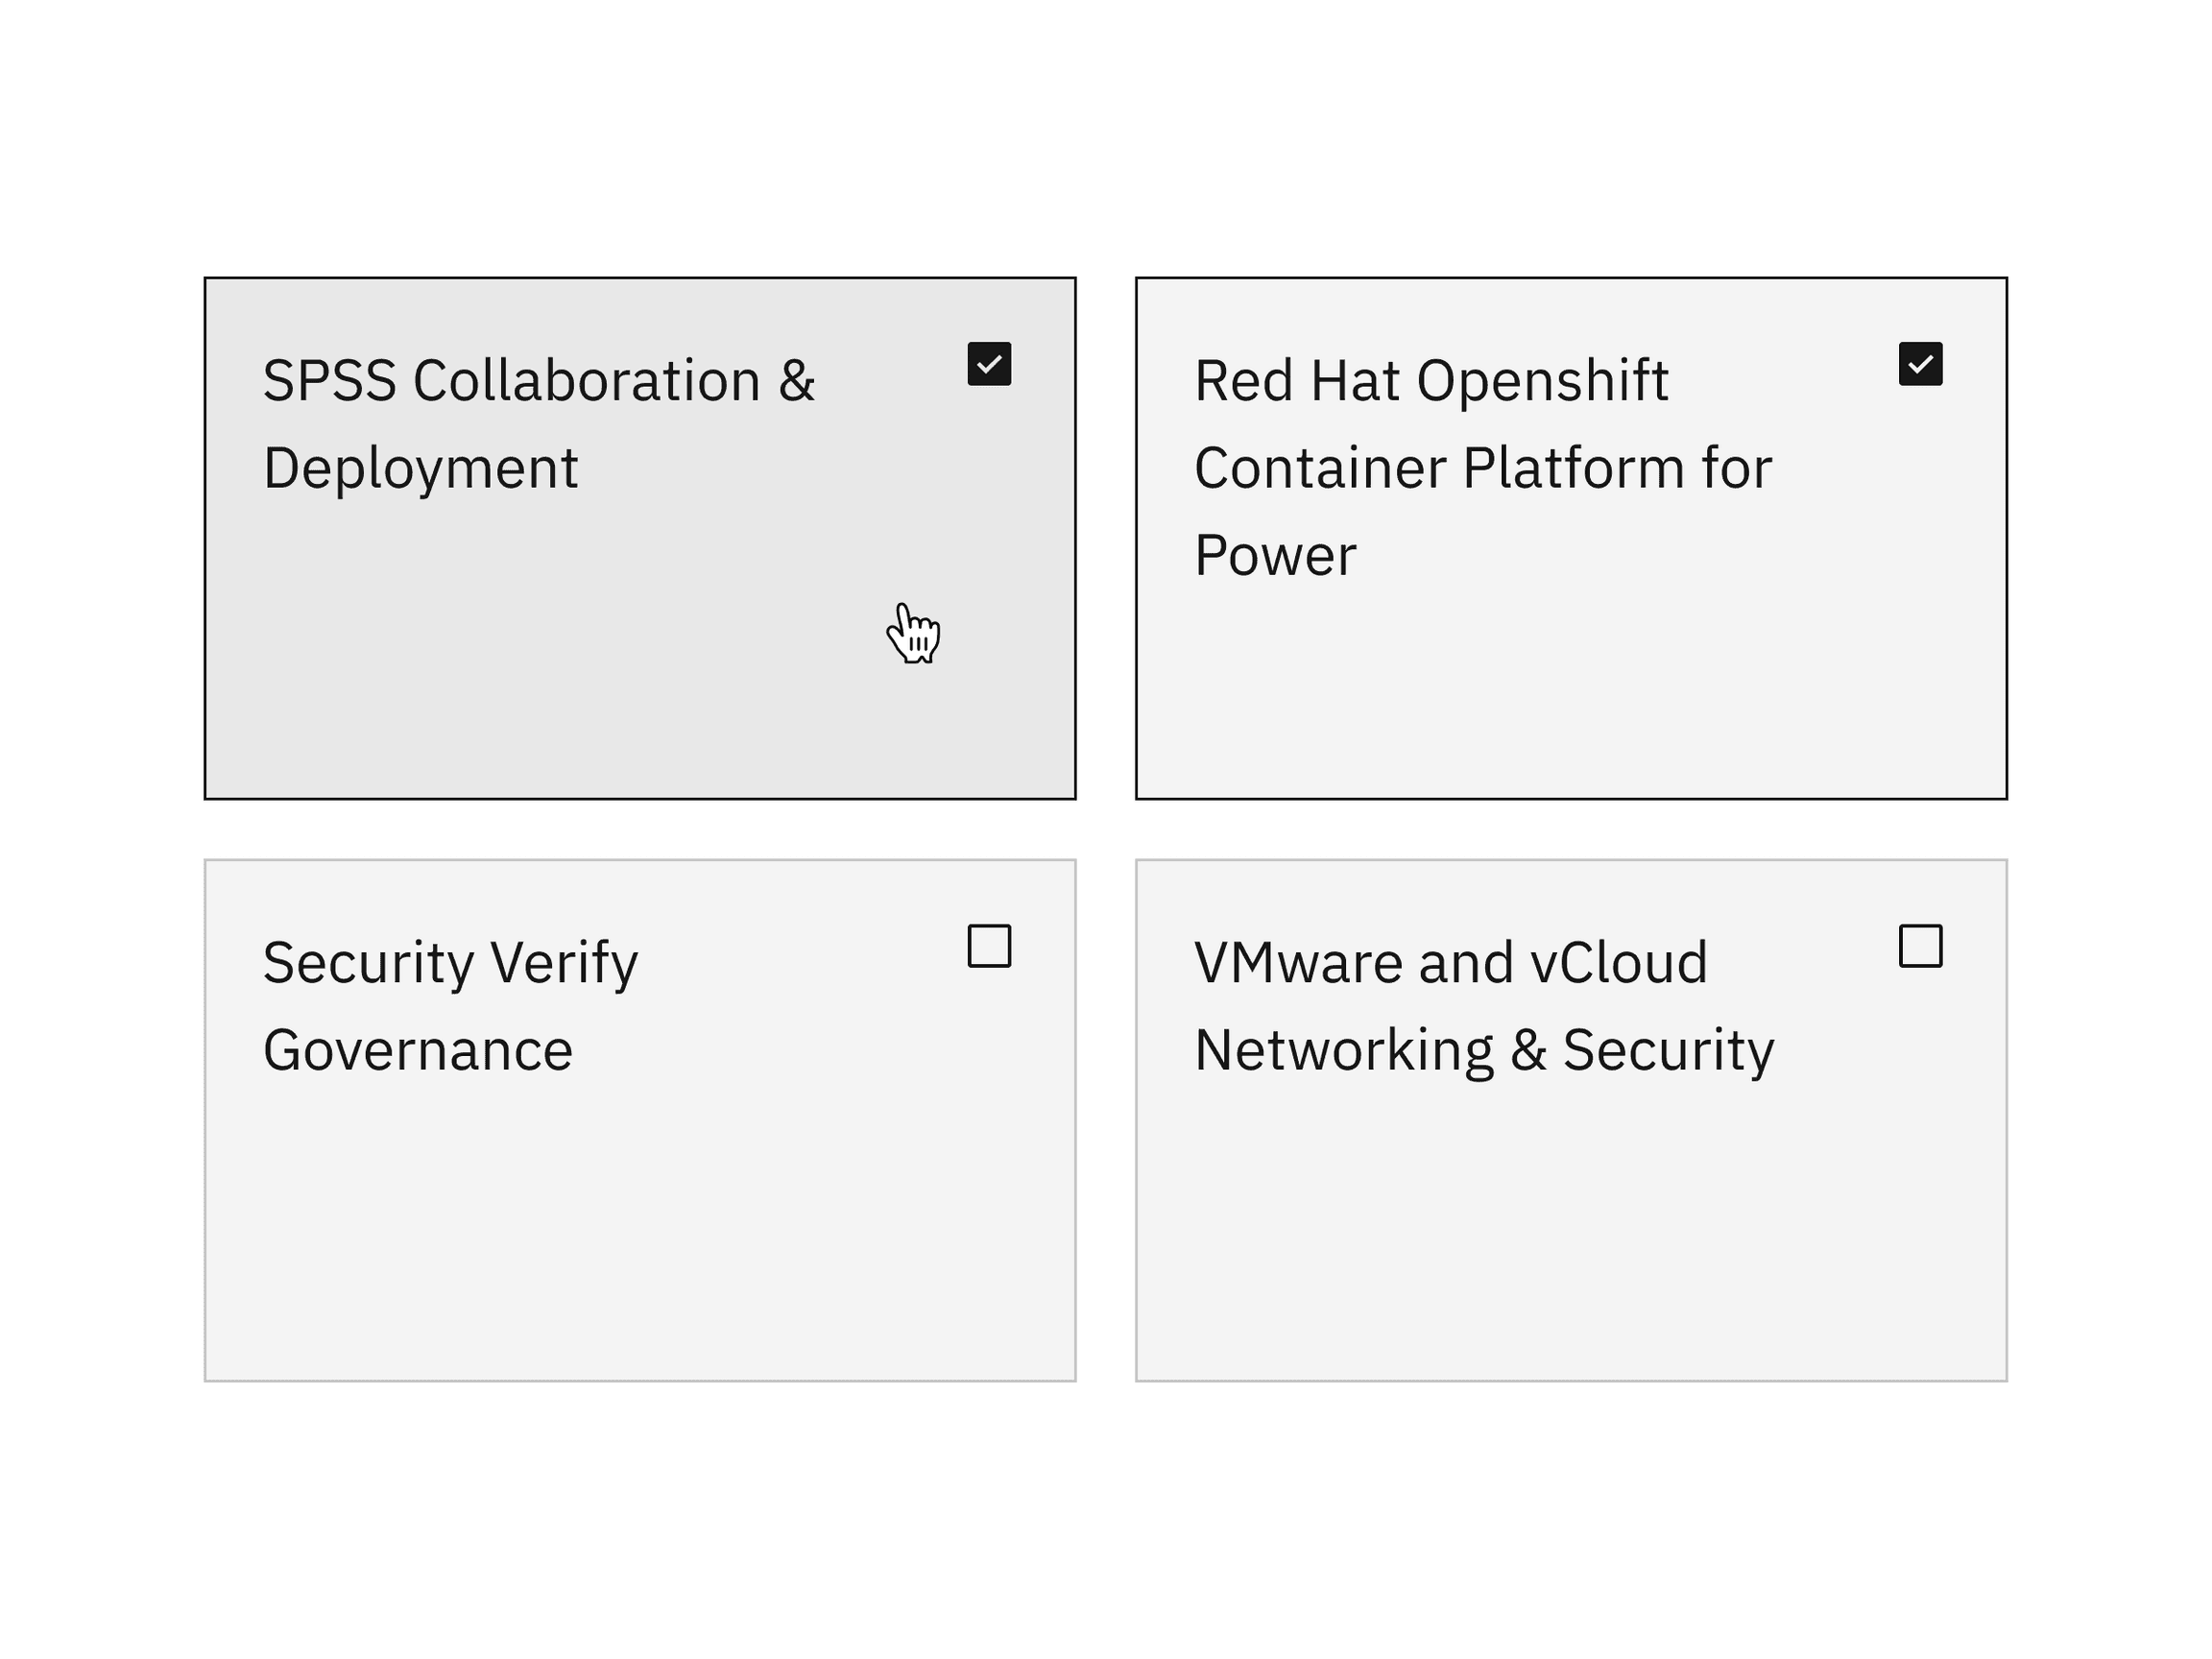 SPSS Collaboration &
Deployment
Red Hat Openshift
Container Platform for
Power
Security Verify
Governance
VMware and vCloud
Networking & Security